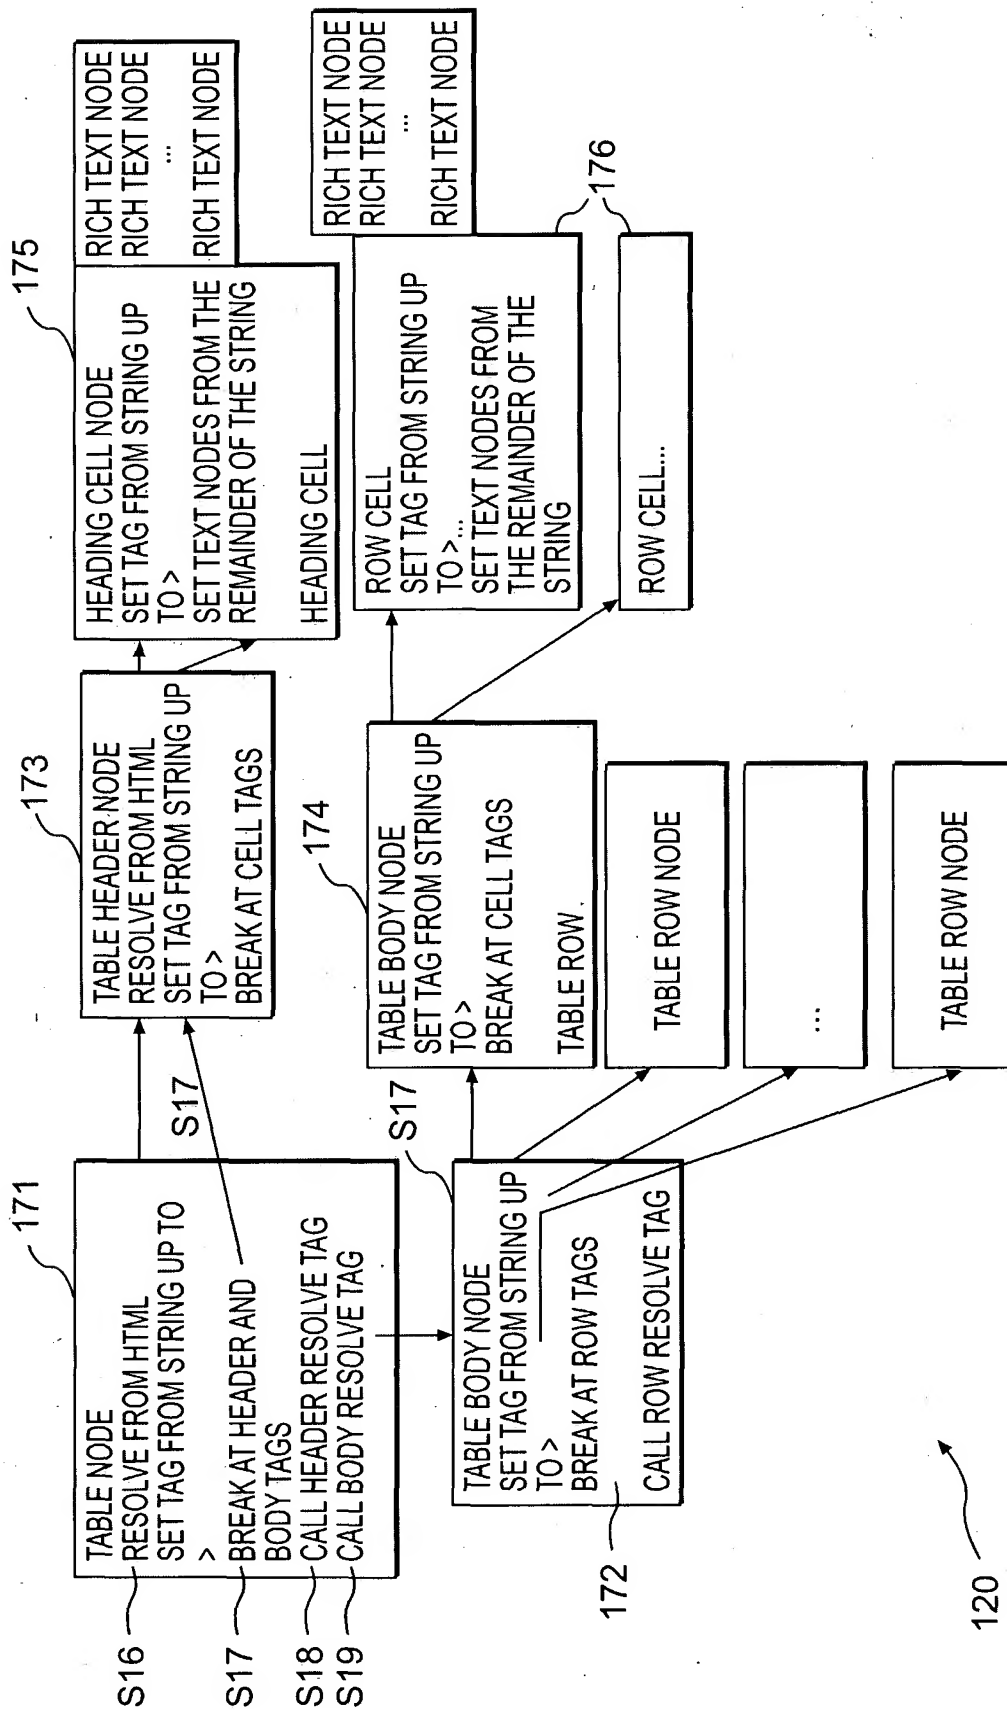 171
TABLE NODE
S16
RESOLVE FROM HTML
SET TAG FROM STRING UP TO
>
S17
BREAK AT HEADER AND
BODY TAGS
S18
CALL HEADER RESOLVE TAG
S19
CALL BODY RESOLVE TAG
S17
173
TABLE HEADER NODE
RESOLVE FROM HTML
SET TAG FROM STRING UP
TO >
BREAK AT CELL TAGS
175
HEADING CELL NODE
SET TAG FROM STRING UP
TO >
SET TEXT NODES FROM THE
REMAINDER OF THE STRING
HEADING CELL
RICH TEXT NODE
RICH TEXT NODE
...
RICH TEXT NODE
S17
TABLE BODY NODE
SET TAG FROM STRING UP
TO >
BREAK AT ROW TAGS
CALL ROW RESOLVE TAG
172
174
TABLE BODY NODE
SET TAG FROM STRING UP
TO >
BREAK AT CELL TAGS
TABLE ROW
TABLE ROW NODE
...
TABLE ROW NODE
ROW CELL
SET TAG FROM STRING UP
TO >...
SET TEXT NODES FROM
THE REMAINDER OF THE
STRING
RICH TEXT NODE
RICH TEXT NODE
...
RICH TEXT NODE
176
ROW CELL...
120